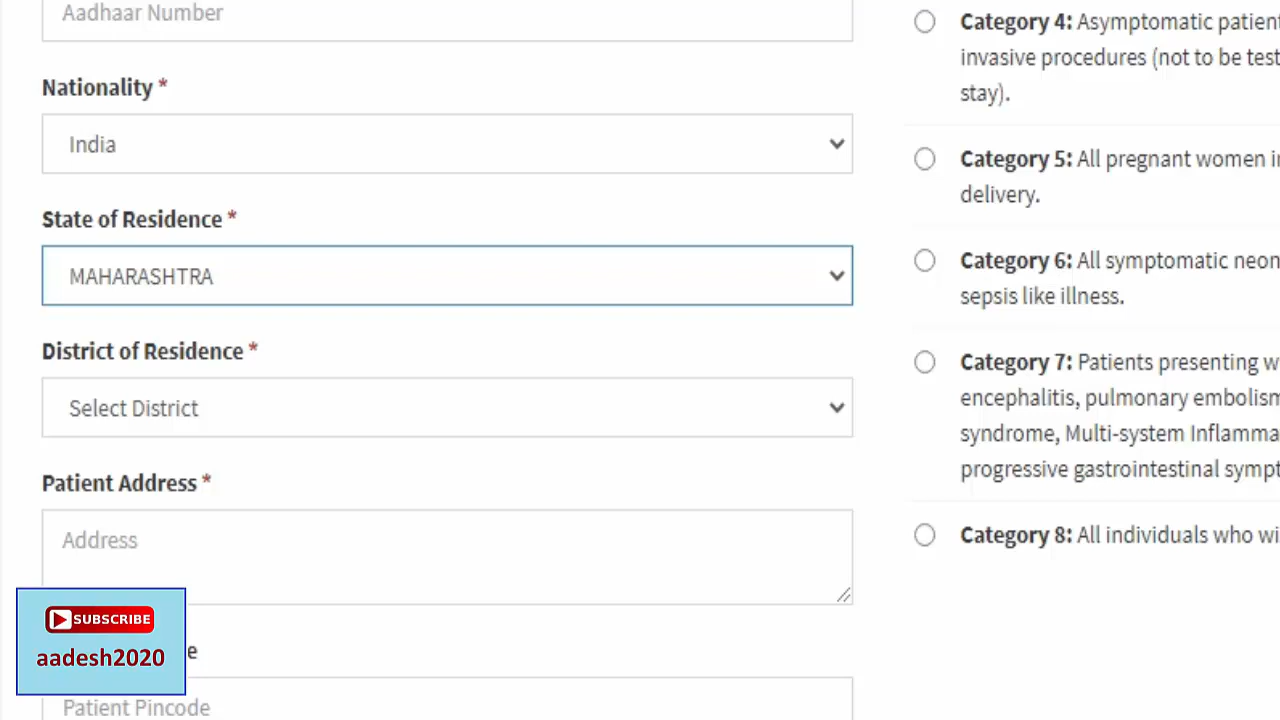 Aadhaar Number
Nationality *
India
State of Residence *
MAHARASHTRA
District of Residence *
Select District
Patient Address *
Address
e
Patient Pincode
Category 4: Asymptomatic patient
invasive procedures (not to be test
stay).
Category 5: All pregnant women in
delivery.
Category 6: All symptomatic neon
sepsis like illness.
Category 7: Patients presenting w
encephalitis, pulmonary embolism
syndrome, Multi-system Inflamma
progressive gastrointestinal sympt
Category 8: All individuals who wi
SUBSCRIBE
aadesh2020